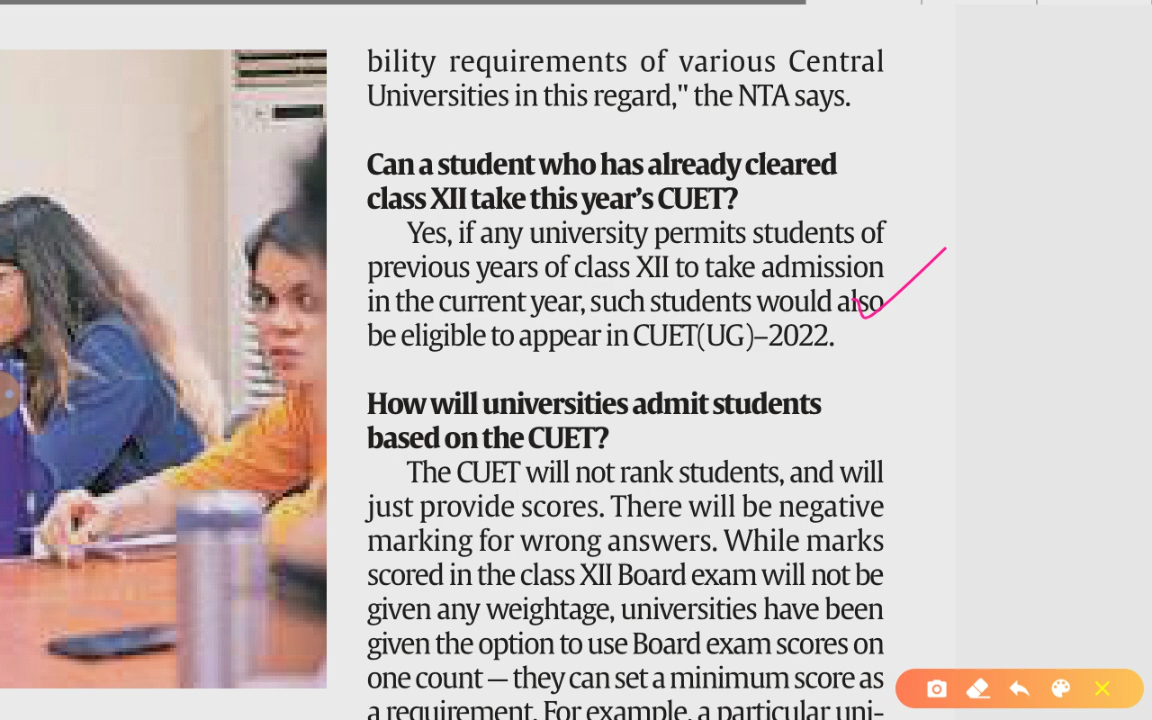 bility requirements of various Central
Universities in this regard," the NTA says.
Can a student who has already cleared
class XII take this year's CUET?
Yes, if any university permits students of
previous years of class XII to take admission
in the current year, such students would also
be eligible to appear in CUET(UG)–2022.
How will universities admit students
based on the CUET?
The CUET will not rank students, and will
just provide scores. There will be negative
marking for wrong answers. While marks
scored in the class XII Board exam will not be
given any weightage, universities have been
given the option to use Board exam scores on
one count — they can set a minimum score as
a requirement. For example, a particular uni-